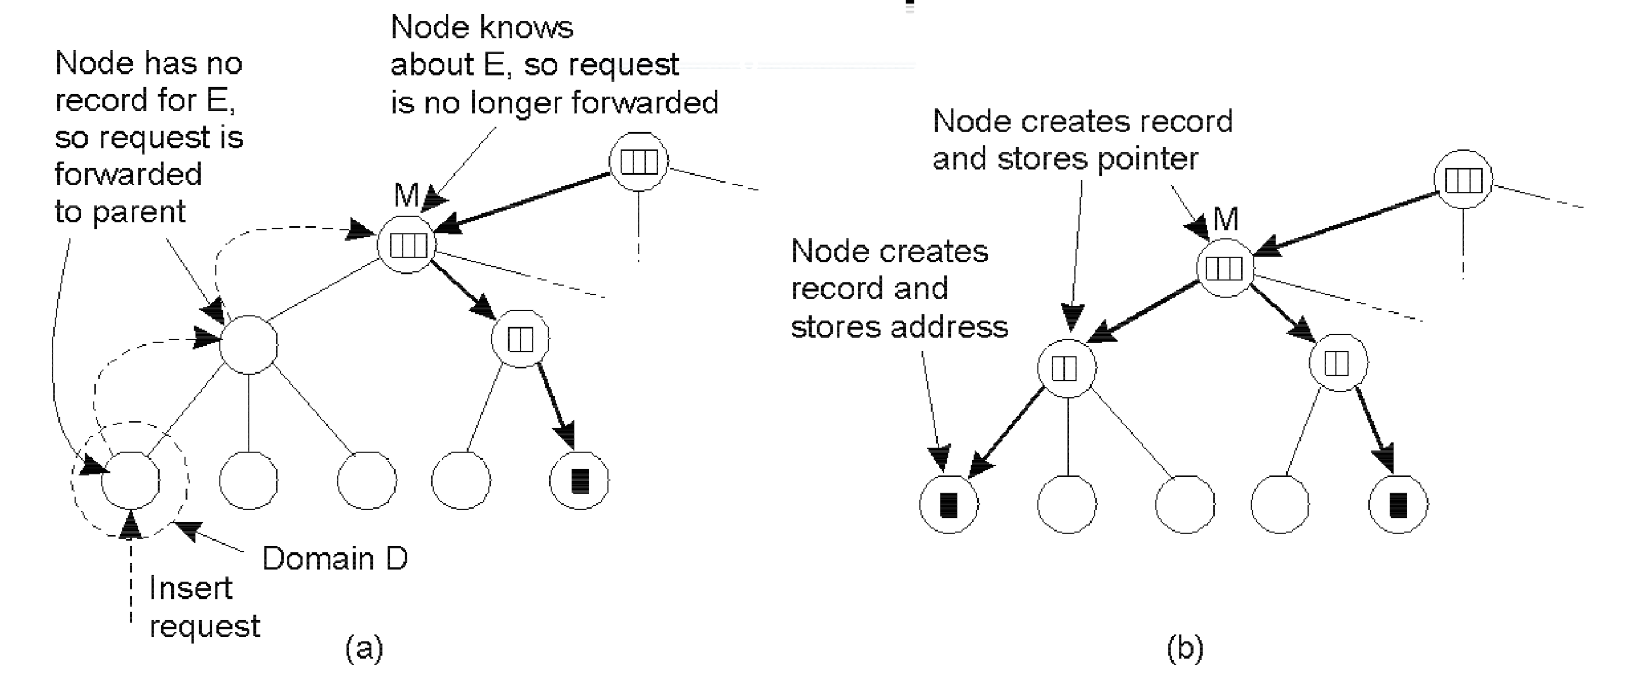 Node knows
about E, so request
is no longer forwarded
Node has no
record for E,
so request is
forwarded
to parent
M
Domain D
Insert
request
(a)
Node creates record
and stores pointer
M
Node creates
record and
stores address
(b)